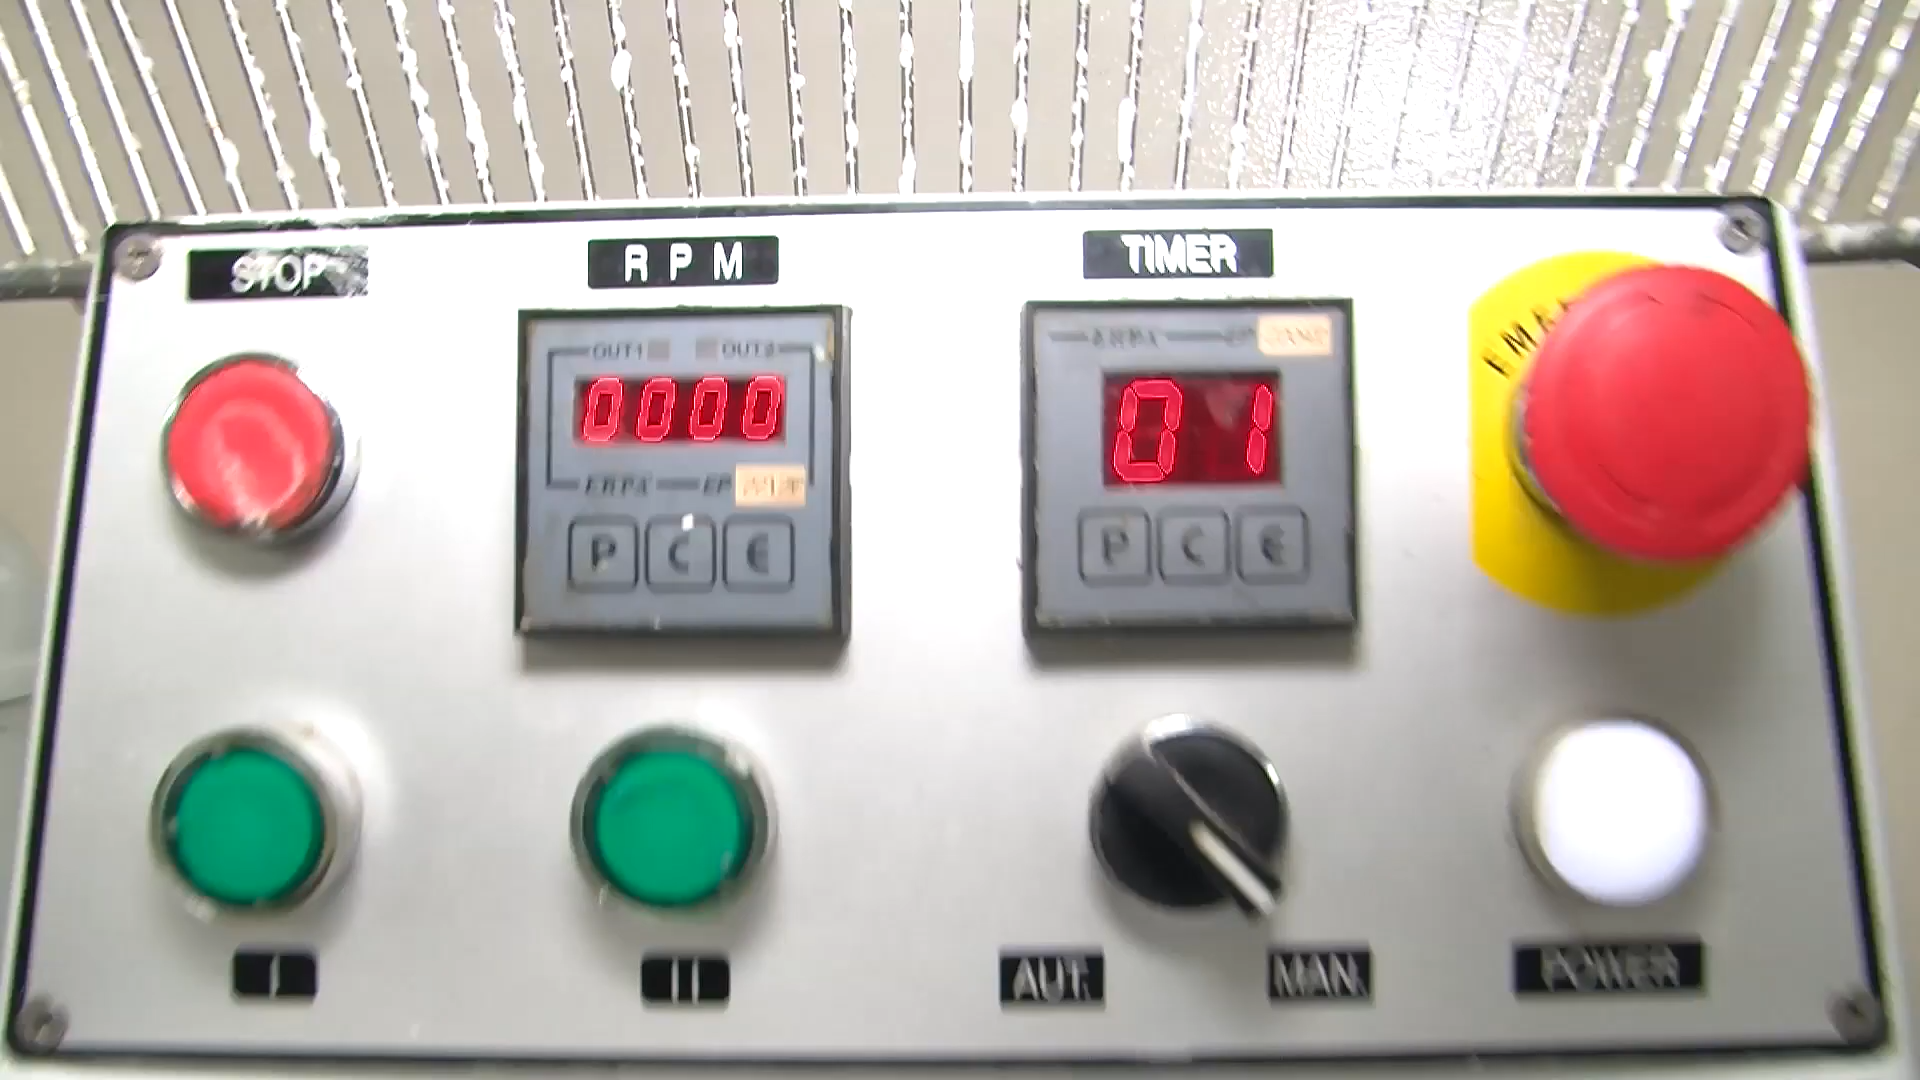 STOP
R P M
TIMER
OUT1 OUT2
0000
01
P C E
P C E
I
II
AUT.
MAN.
POWER